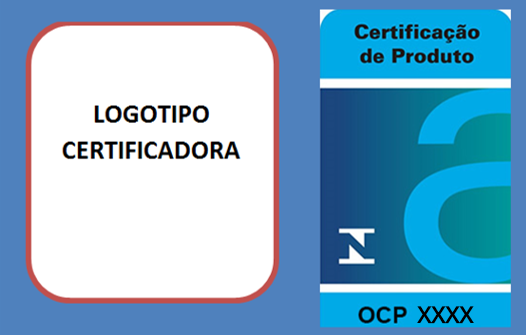 LOGOTIPO
CERTIFICADORA
Certificação
de Produto
OCP XXXX